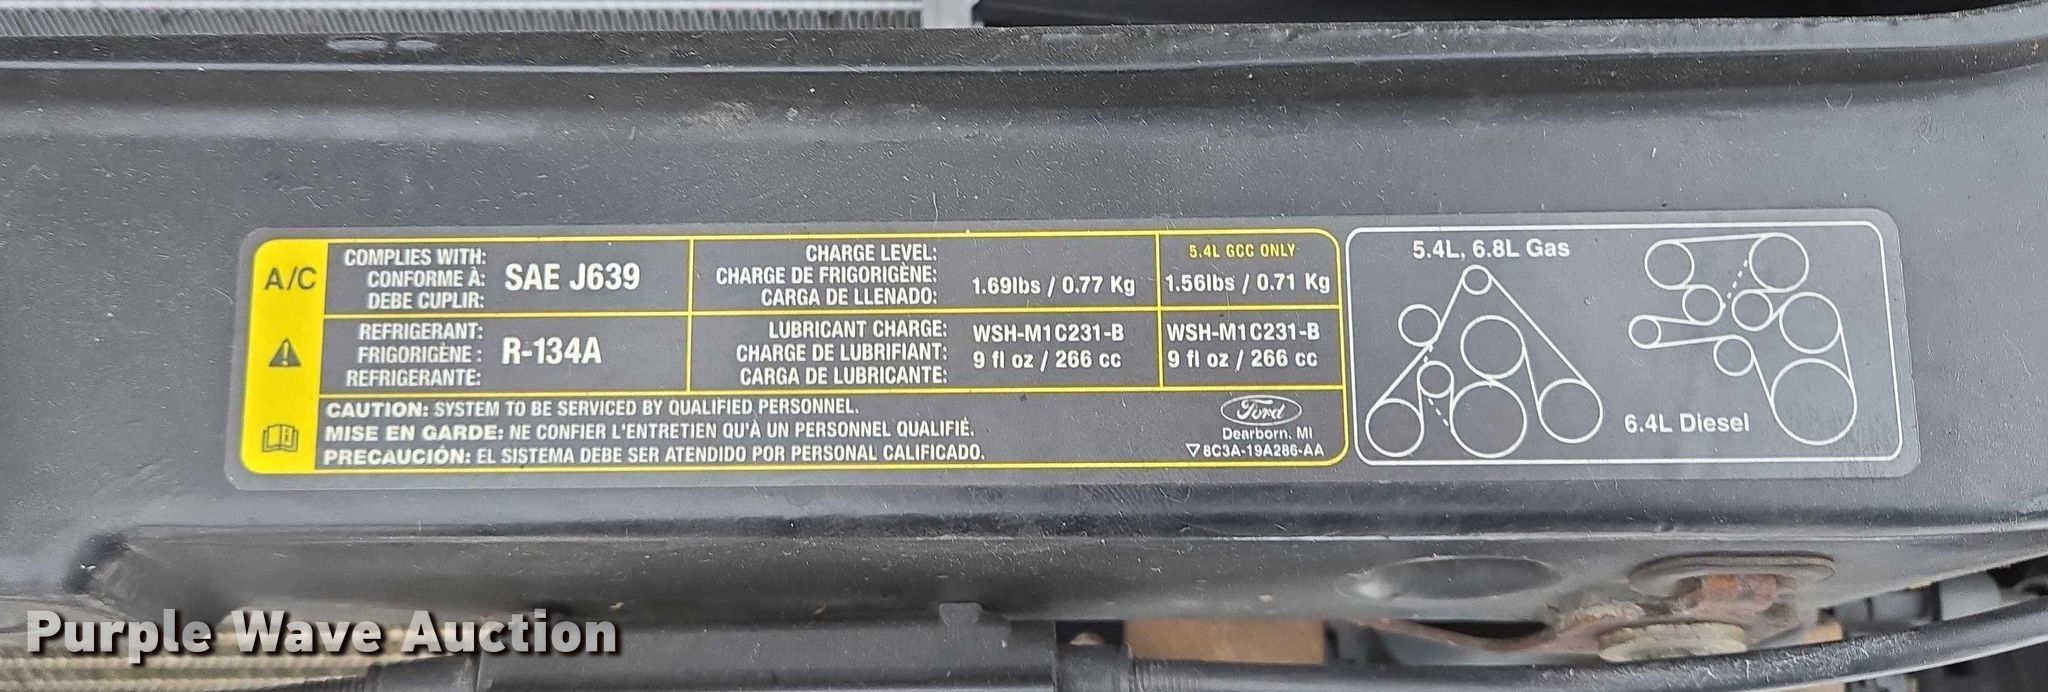 A/C
COMPLIES WITH:
CONFORME À:
DEBE CUPLIR:
SAE J639
CHARGE LEVEL:
CHARGE DE FRIGORIGÈNE:
CARGA DE LLENADO:
1.69lbs / 0.77 Kg
5.4L GCC ONLY
1.56lbs / 0.71 Kg
REFRIGERANT:
FRIGORIGÈNE :
REFRIGERANTE:
R-134A
LUBRICANT CHARGE:
CHARGE DE LUBRIFIANT:
CARGA DE LUBRICANTE:
WSH-M1C231-B
9 fl oz / 266 cc
WSH-M1C231-B
9 fl oz / 266 cc
CAUTION: SYSTEM TO BE SERVICED BY QUALIFIED PERSONNEL.
MISE EN GARDE: NE CONFIER L'ENTRETIEN QU'À UN PERSONNEL QUALIFIÉ.
PRECAUCIÓN: EL SISTEMA DEBE SER ATENDIDO POR PERSONAL CALIFICADO.
Ford
Dearborn, MI
▽8C3A-19A286-AA
5.4L, 6.8L Gas
6.4L Diesel
Purple Wave Auction